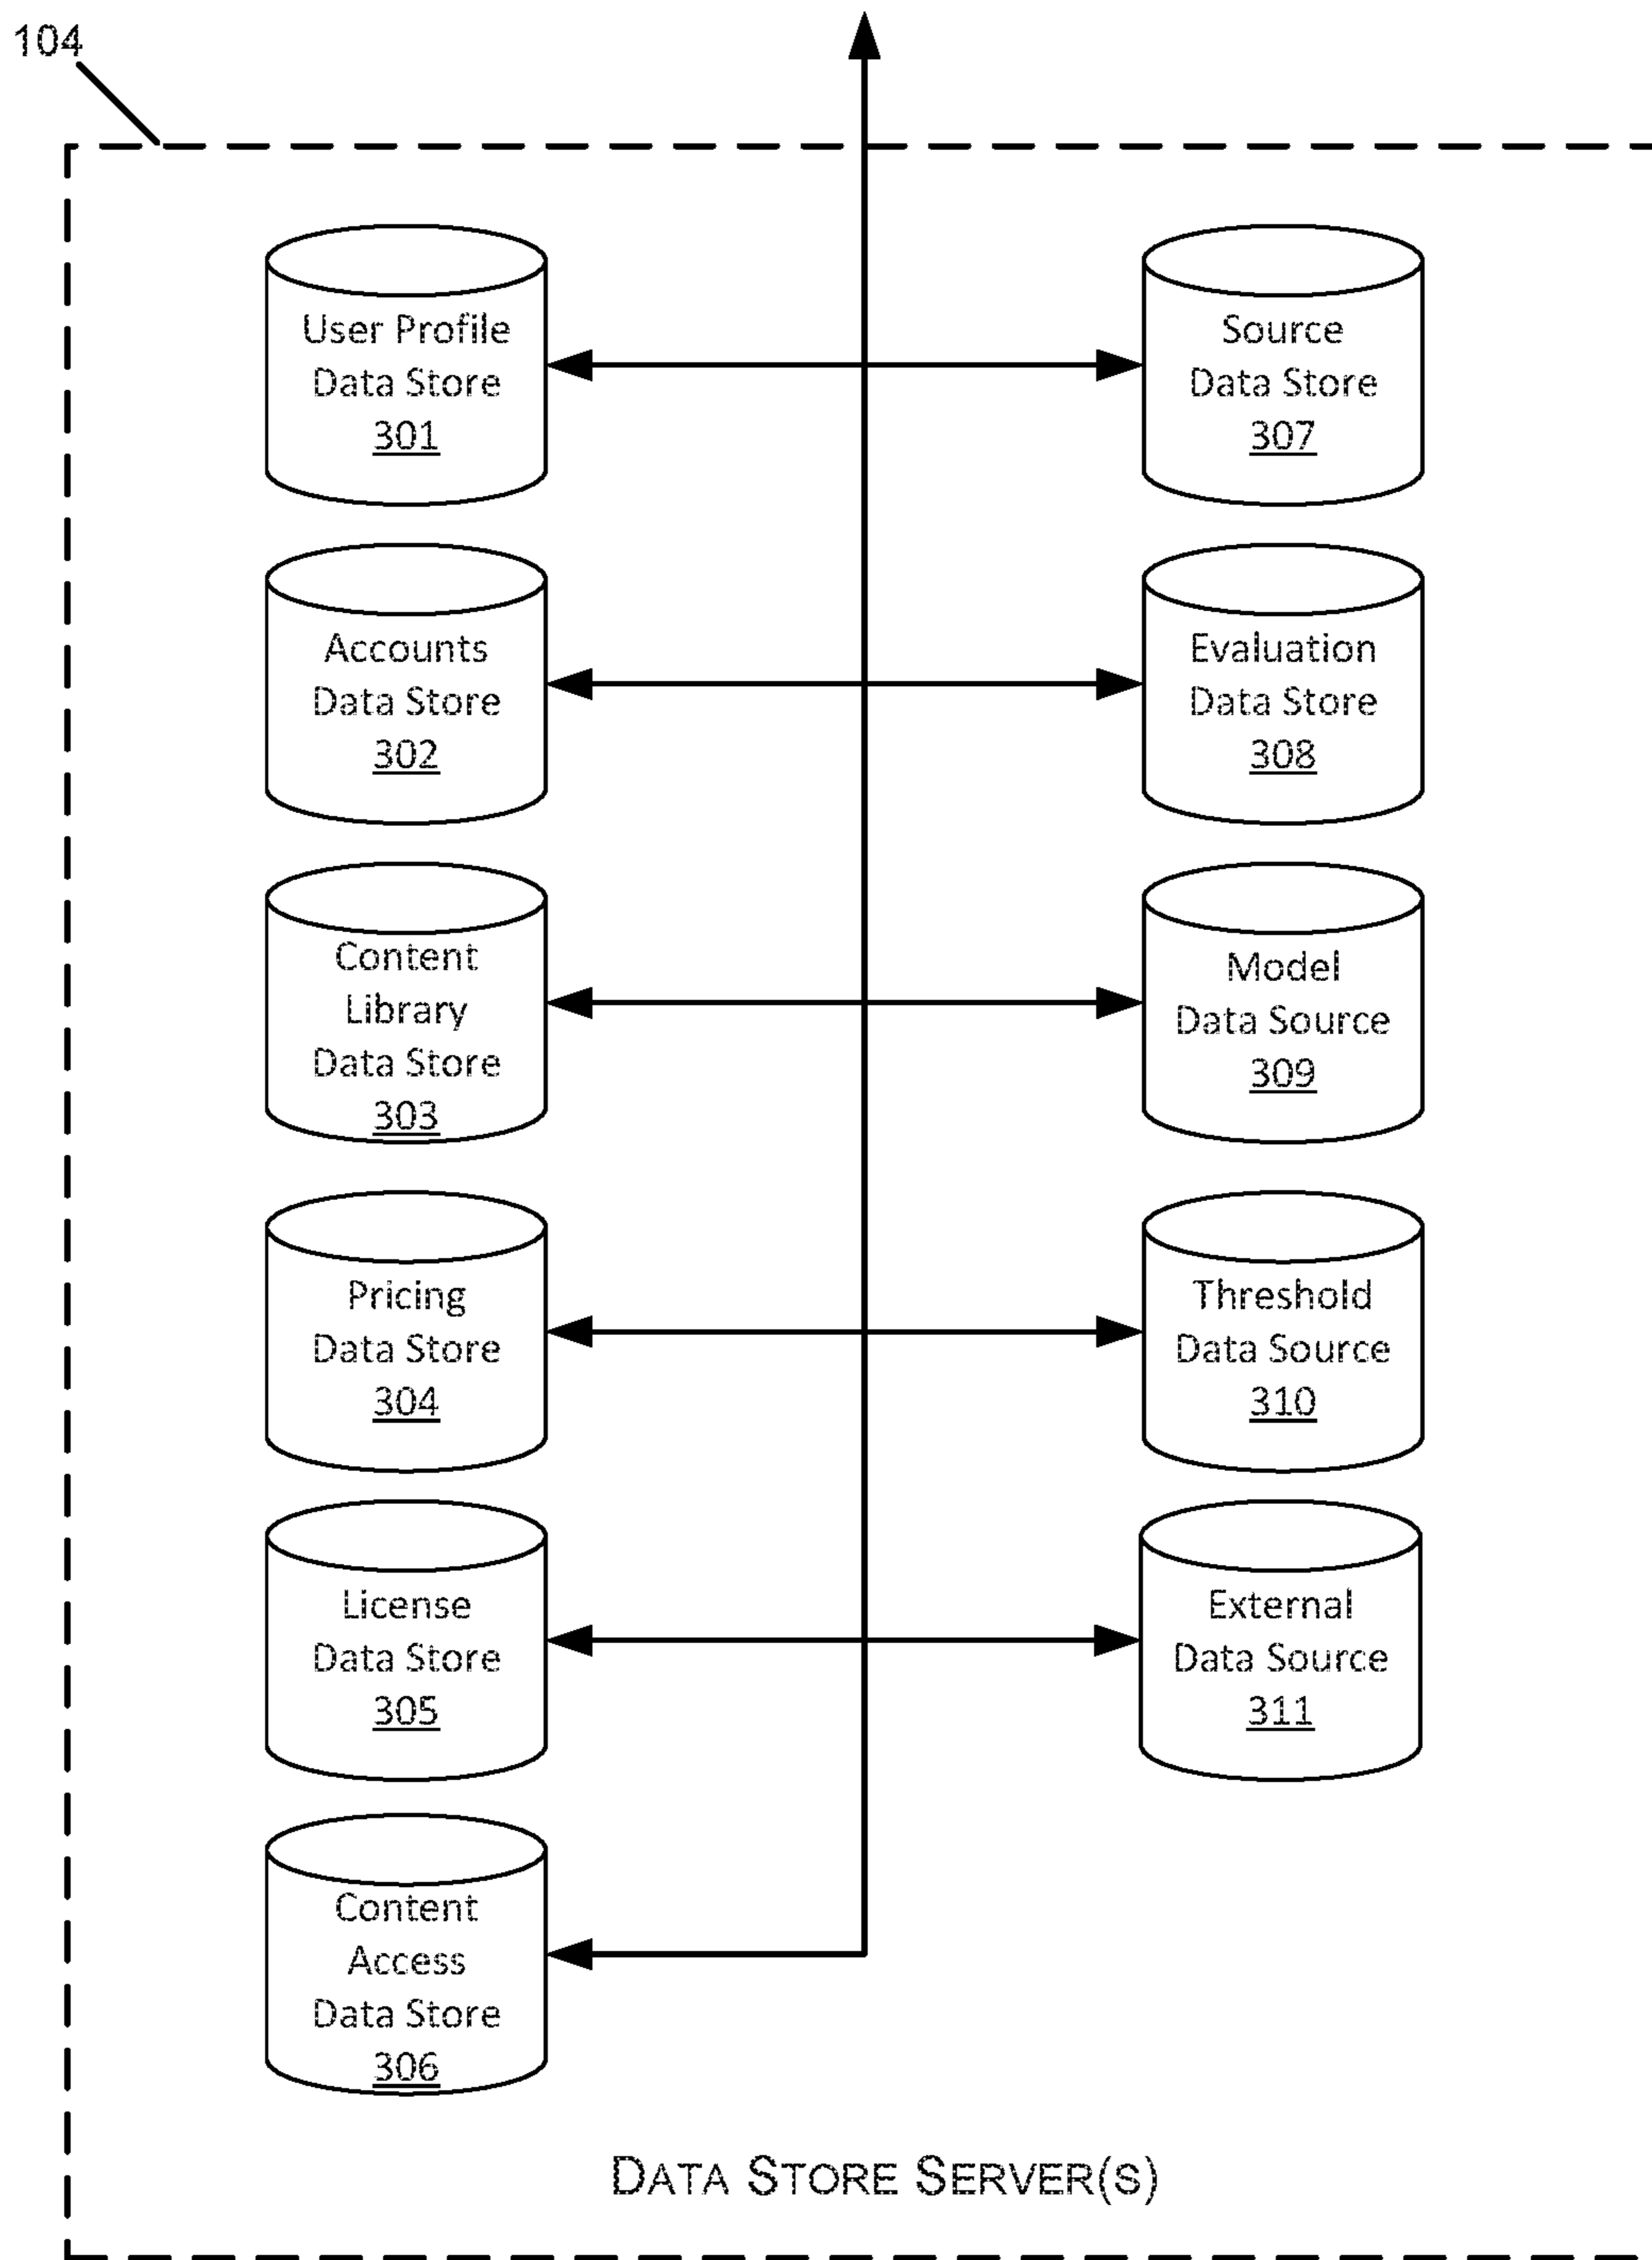 104
User Profile
Data Store
301
Source
Data Store
307
Accounts
Data Store
302
Evaluation
Data Store
308
Content
Library
Data Store
303
Model
Data Source
309
Pricing
Data Store
304
Threshold
Data Source
310
License
Data Store
305
External
Data Source
311
Content
Access
Data Store
306
DATA STORE SERVER(S)